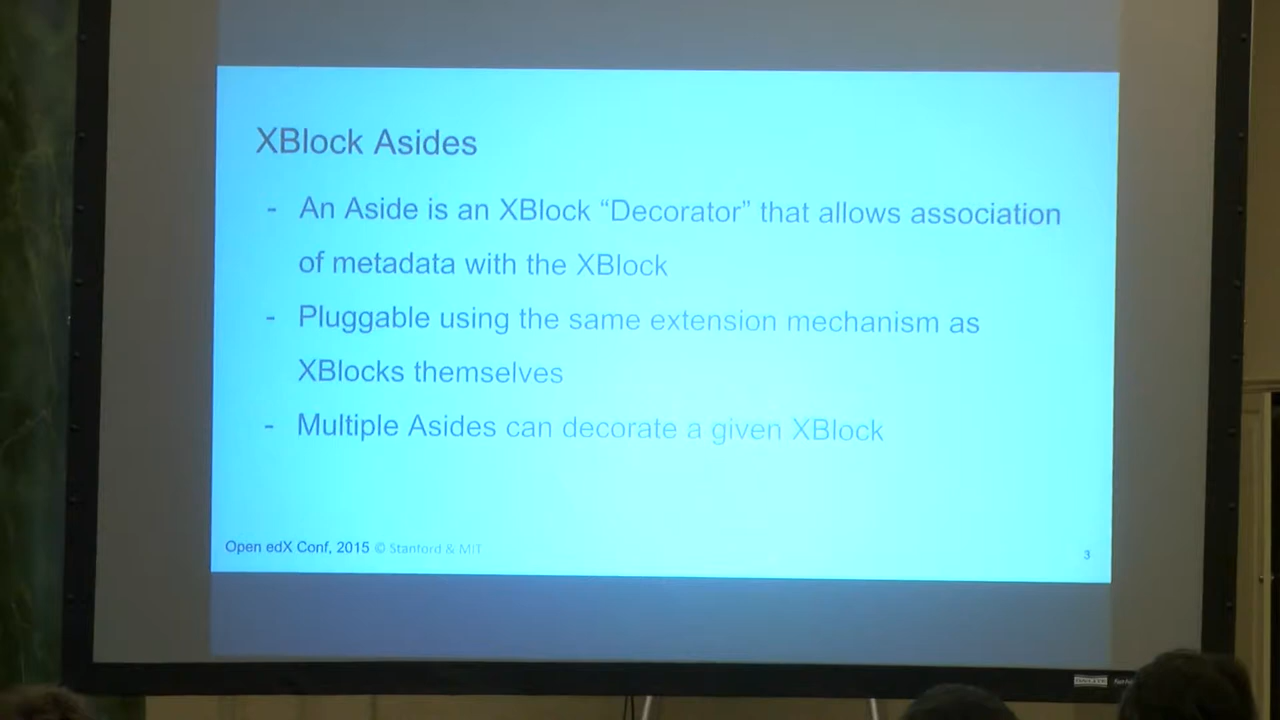 XBlock Asides
- An Aside is an XBlock “Decorator” that allows association
of metadata with the XBlock
- Pluggable using the same extension mechanism as
XBlocks themselves
- Multiple Asides can decorate a given XBlock
Open edX Conf, 2015 © Stanford & MIT
3